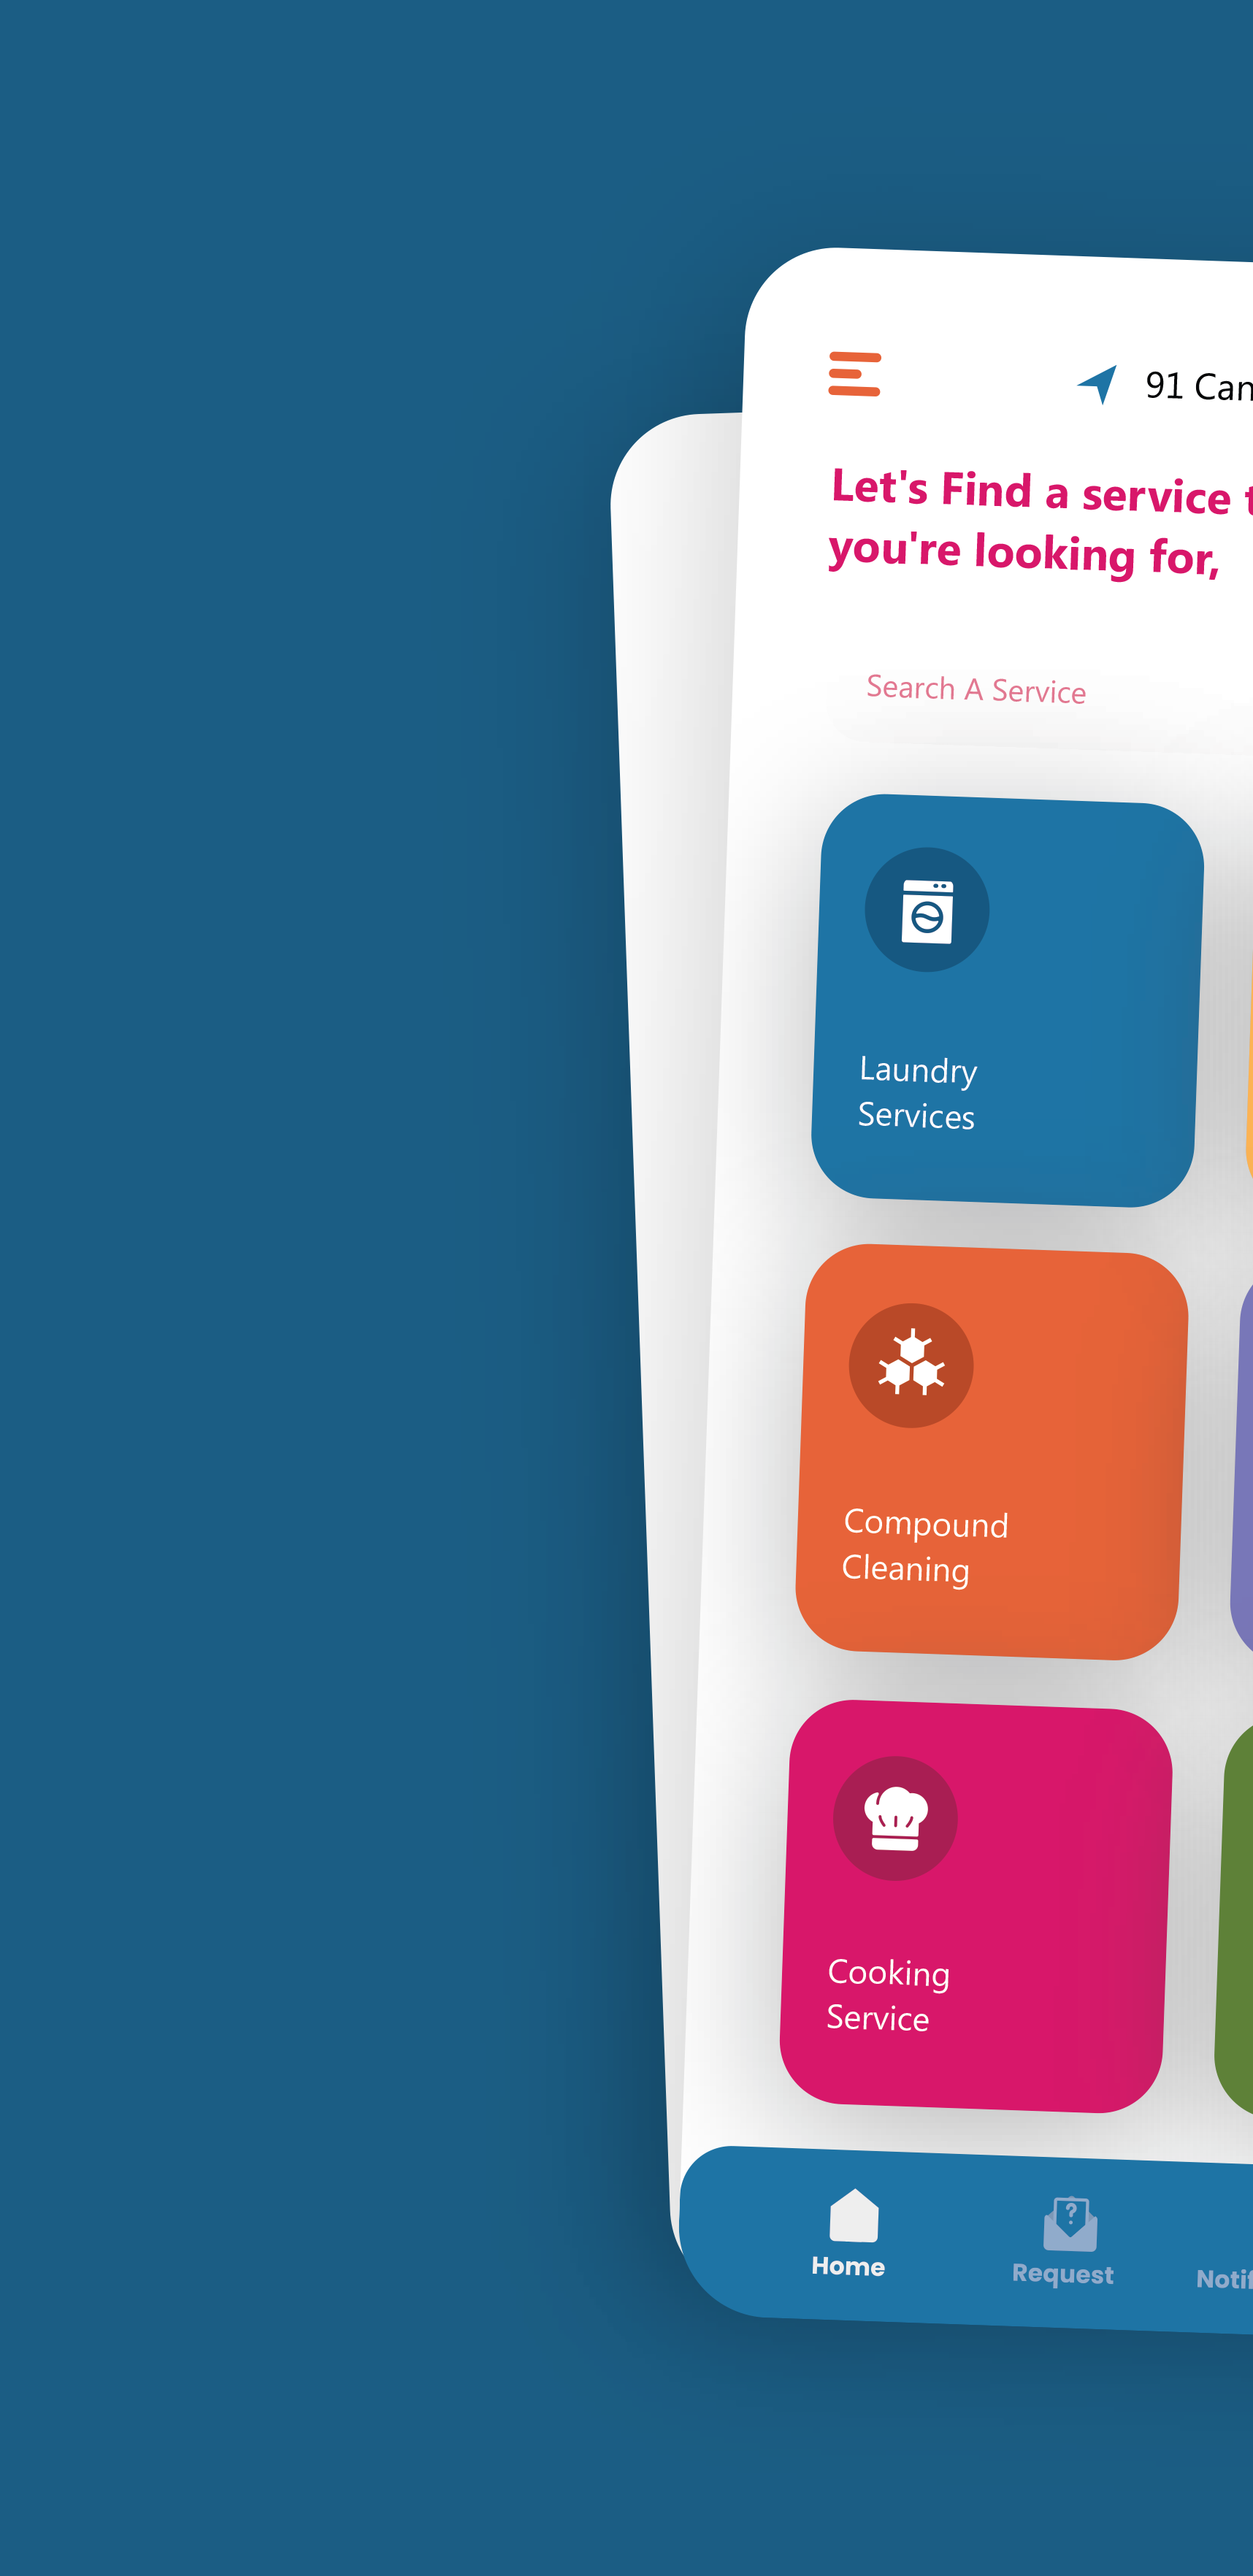 91 Can
Let's Find a service
you're looking for,
Search A Service
Laundry
Services
Compound
Cleaning
Cooking
Service
Home
Request
Notif